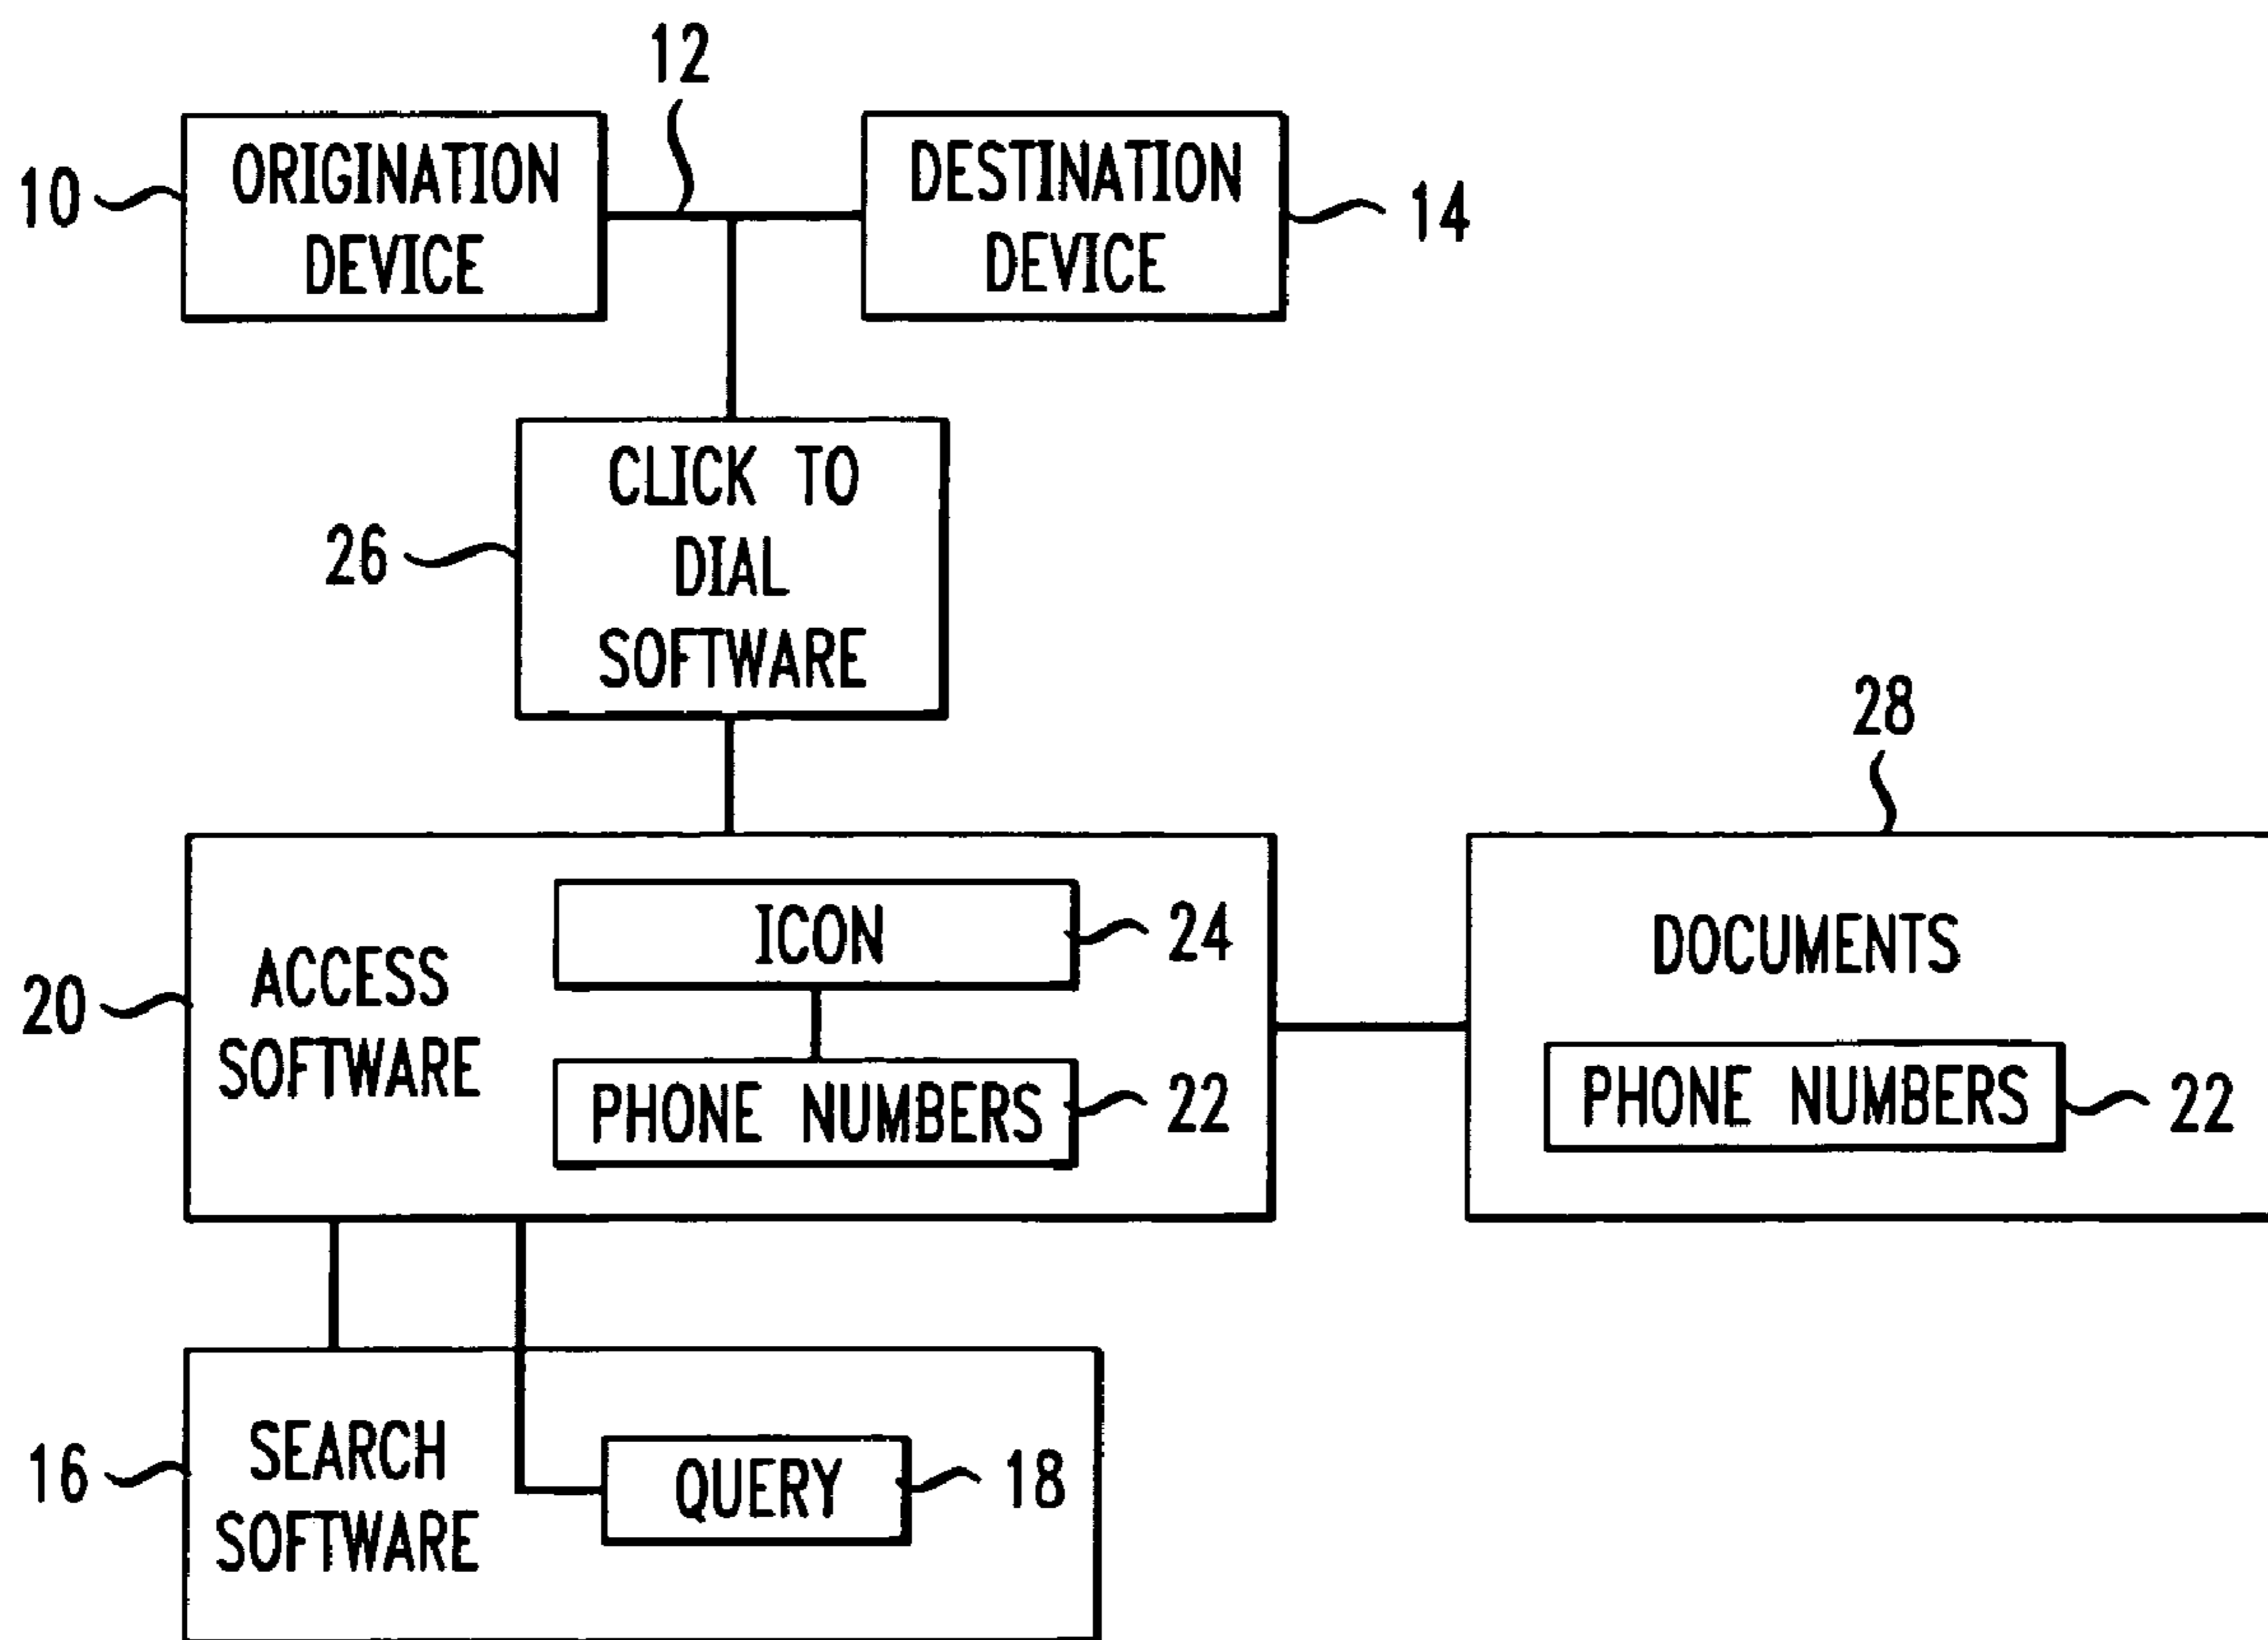 12
10
ORIGINATION
DEVICE
DESTINATION
DEVICE
14
26
CLICK TO
DIAL
SOFTWARE
28
20
ACCESS
SOFTWARE
ICON
24
PHONE NUMBERS
22
DOCUMENTS
PHONE NUMBERS
22
16
SEARCH
SOFTWARE
QUERY
18